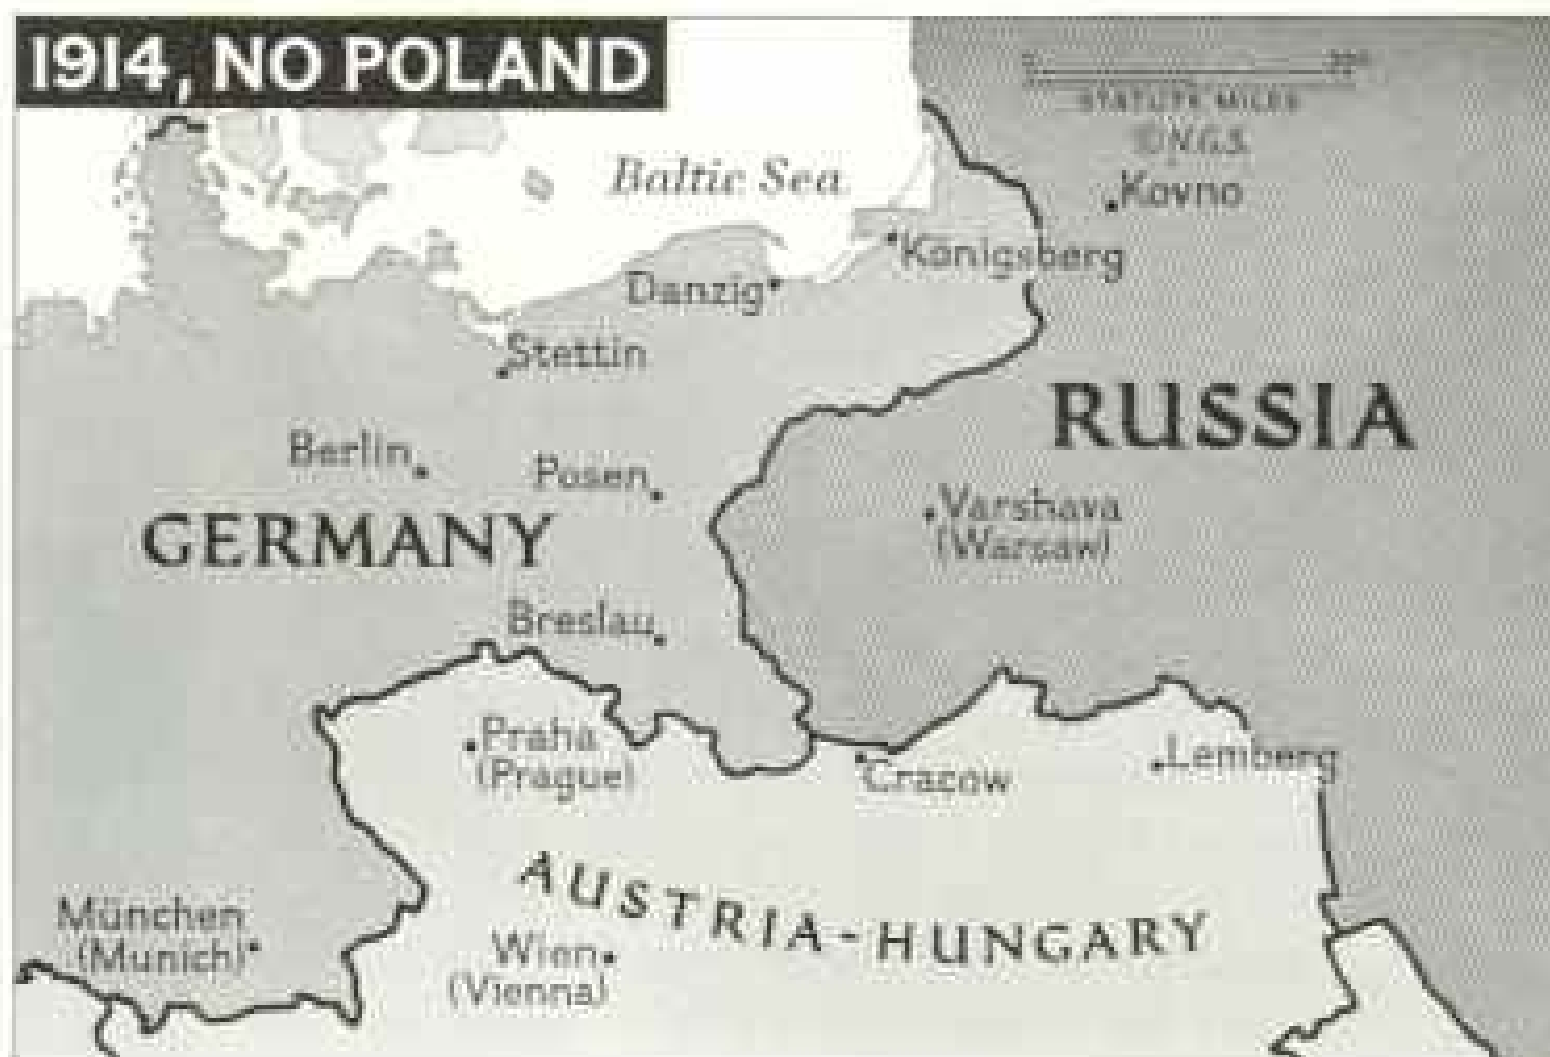 1914, NO POLAND
STATUTE MILES
©N.G.S.
Baltic Sea
Kovno
Königsberg
Danzig
Stettin
RUSSIA
Berlin
Posen
GERMANY
Varshava
(Warsaw)
Breslau
Praha
(Prague)
Cracow
Lemberg
AUSTRIA-HUNGARY
München
(Munich)
Wien
(Vienna)